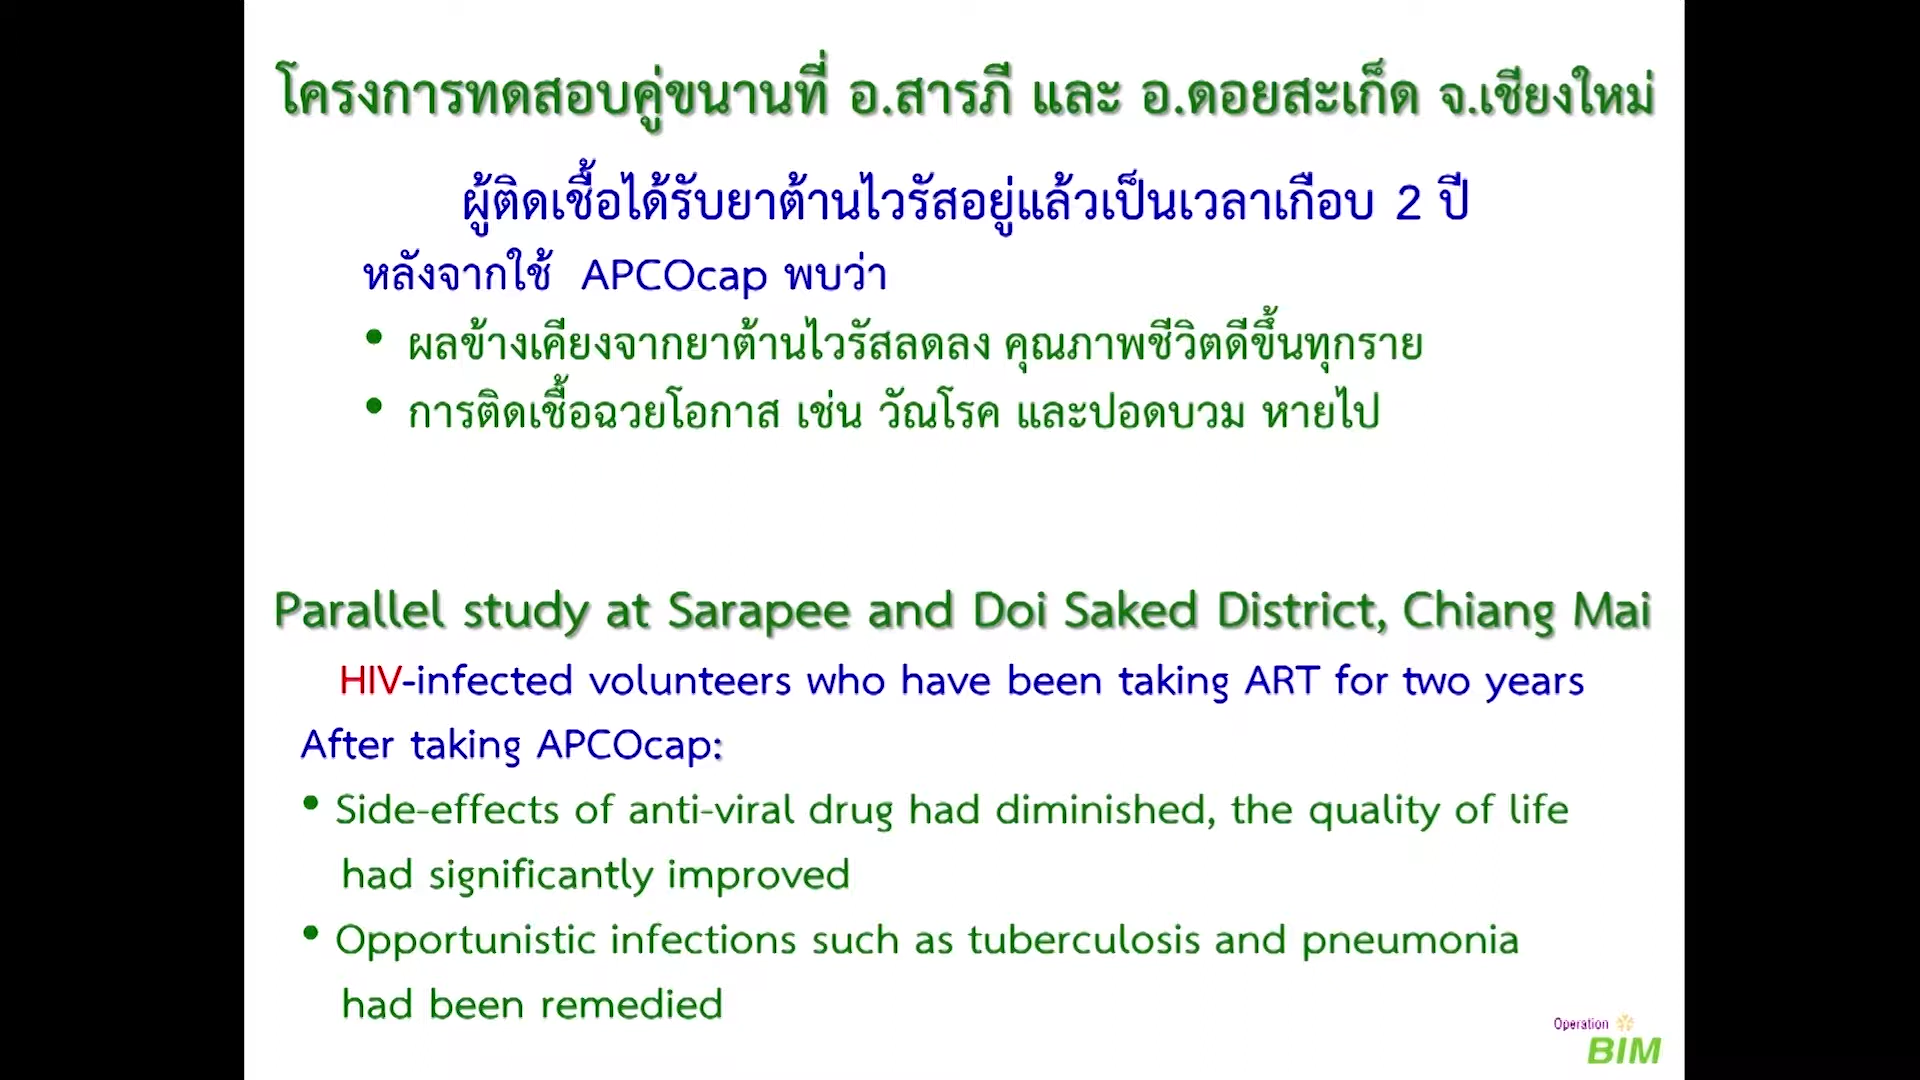 โครงการทดสอบคู่ขนานที่ อ.สารภี และ อ.ดอยสะเก็ด จ.เชียงใหม่
ผู้ติดเชื้อได้รับยาต้านไวรัสอยู่แล้วเป็นเวลาเกือบ 2 ปี
หลังจากใช้ APCOcap พบว่า
• ผลข้างเคียงจากยาต้านไวรัสลดลง คุณภาพชีวิตดีขึ้นทุกราย
• การติดเชื้อฉวยโอกาส เช่น วัณโรค และปอดบวม หายไป
Parallel study at Sarapee and Doi Saked District, Chiang Mai
HIV-infected volunteers who have been taking ART for two years
After taking APCOcap:
• Side-effects of anti-viral drug had diminished, the quality of life
had significantly improved
• Opportunistic infections such as tuberculosis and pneumonia
had been remedied
Operation
BIM